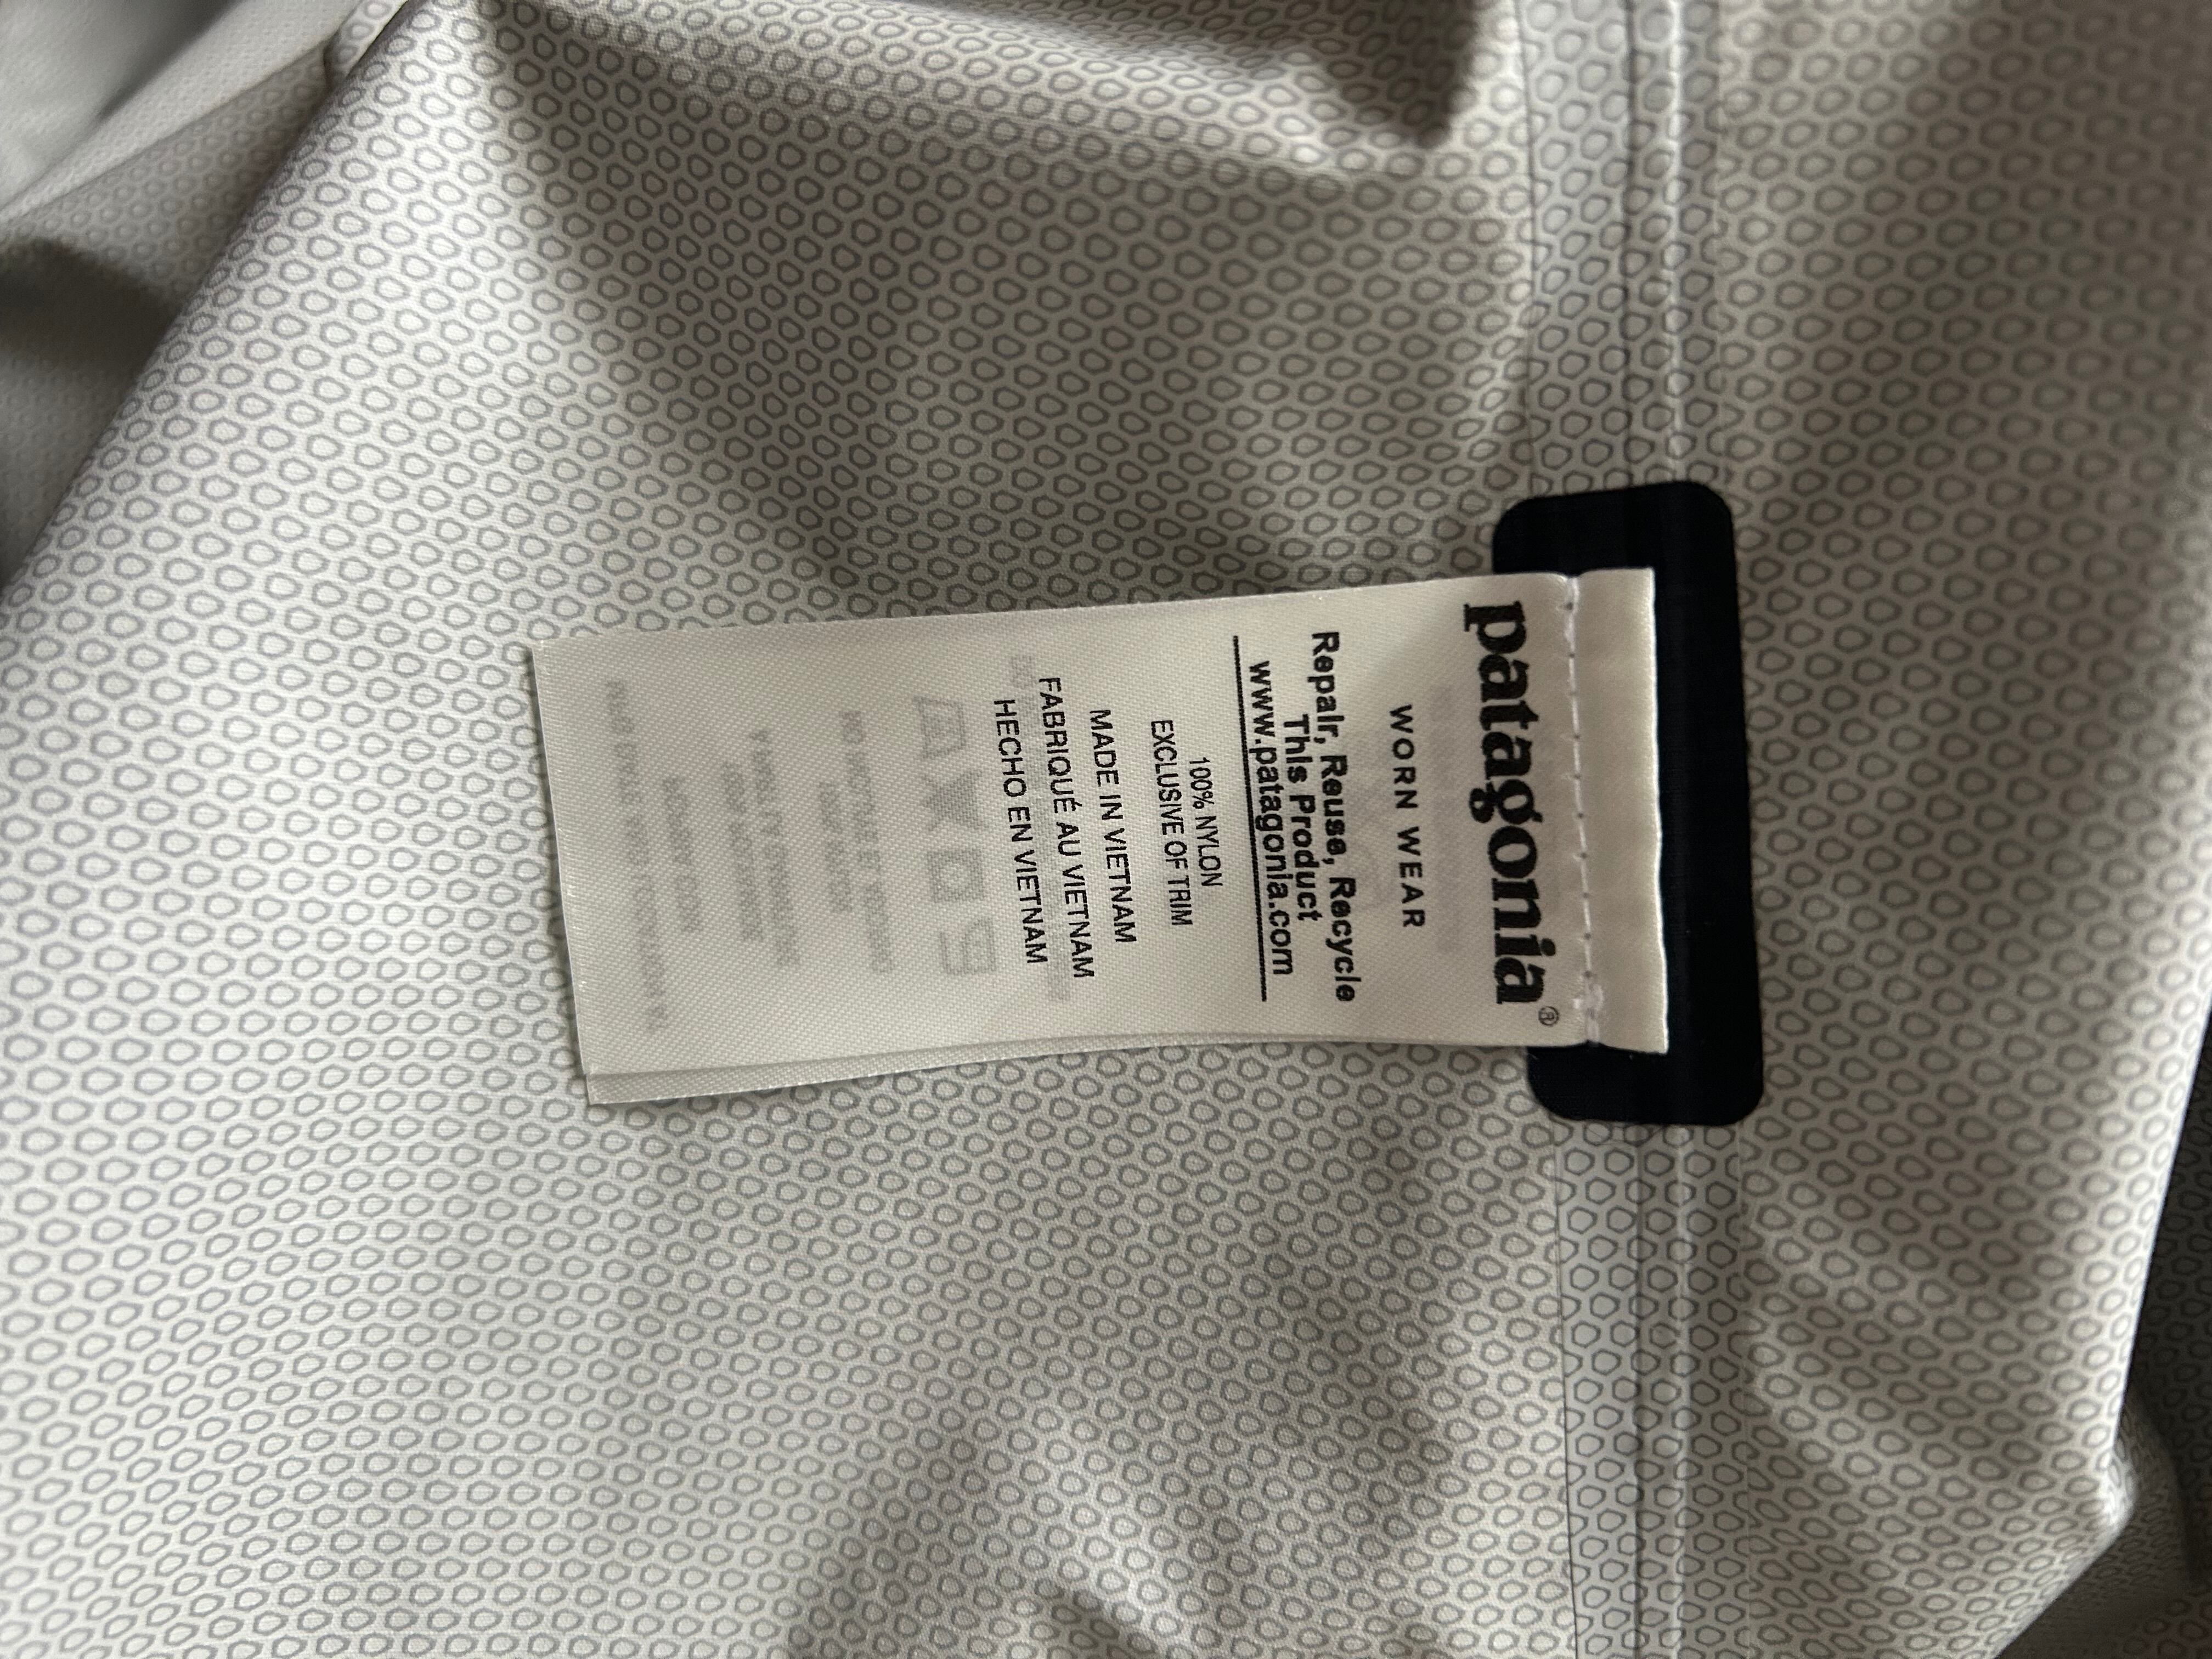 patagonia®
WORN WEAR
Repair, Reuse, Recycle
This Product
www.patagonia.com
100% NYLON
EXCLUSIVE OF TRIM
MADE IN VIETNAM
FABRIQUÉ AU VIETNAM
HECHO EN VIETNAM